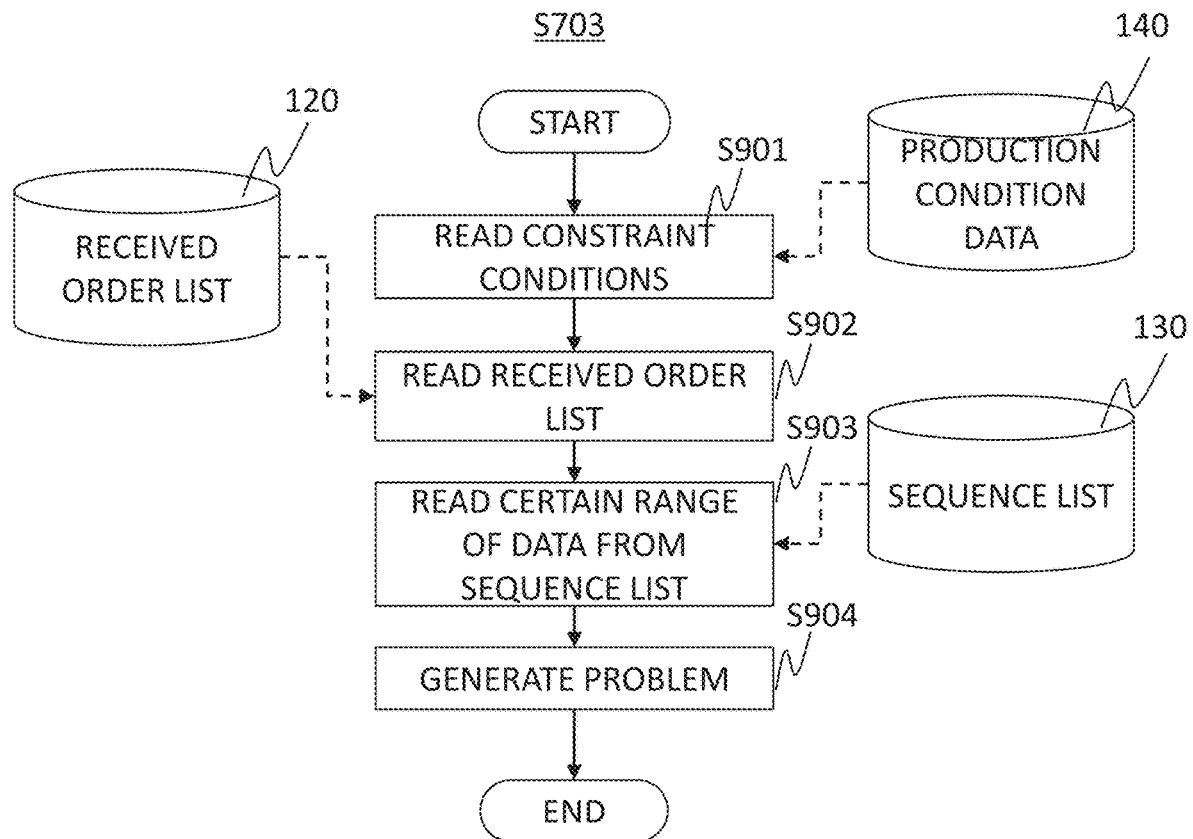 S703
140
120
START
S901
PRODUCTION
CONDITION
DATA
RECEIVED
ORDER LIST
READ CONSTRAINT
CONDITIONS
S902
130
READ RECEIVED ORDER
LIST
S903
READ CERTAIN RANGE
OF DATA FROM
SEQUENCE LIST
SEQUENCE LIST
S904
GENERATE PROBLEM
END